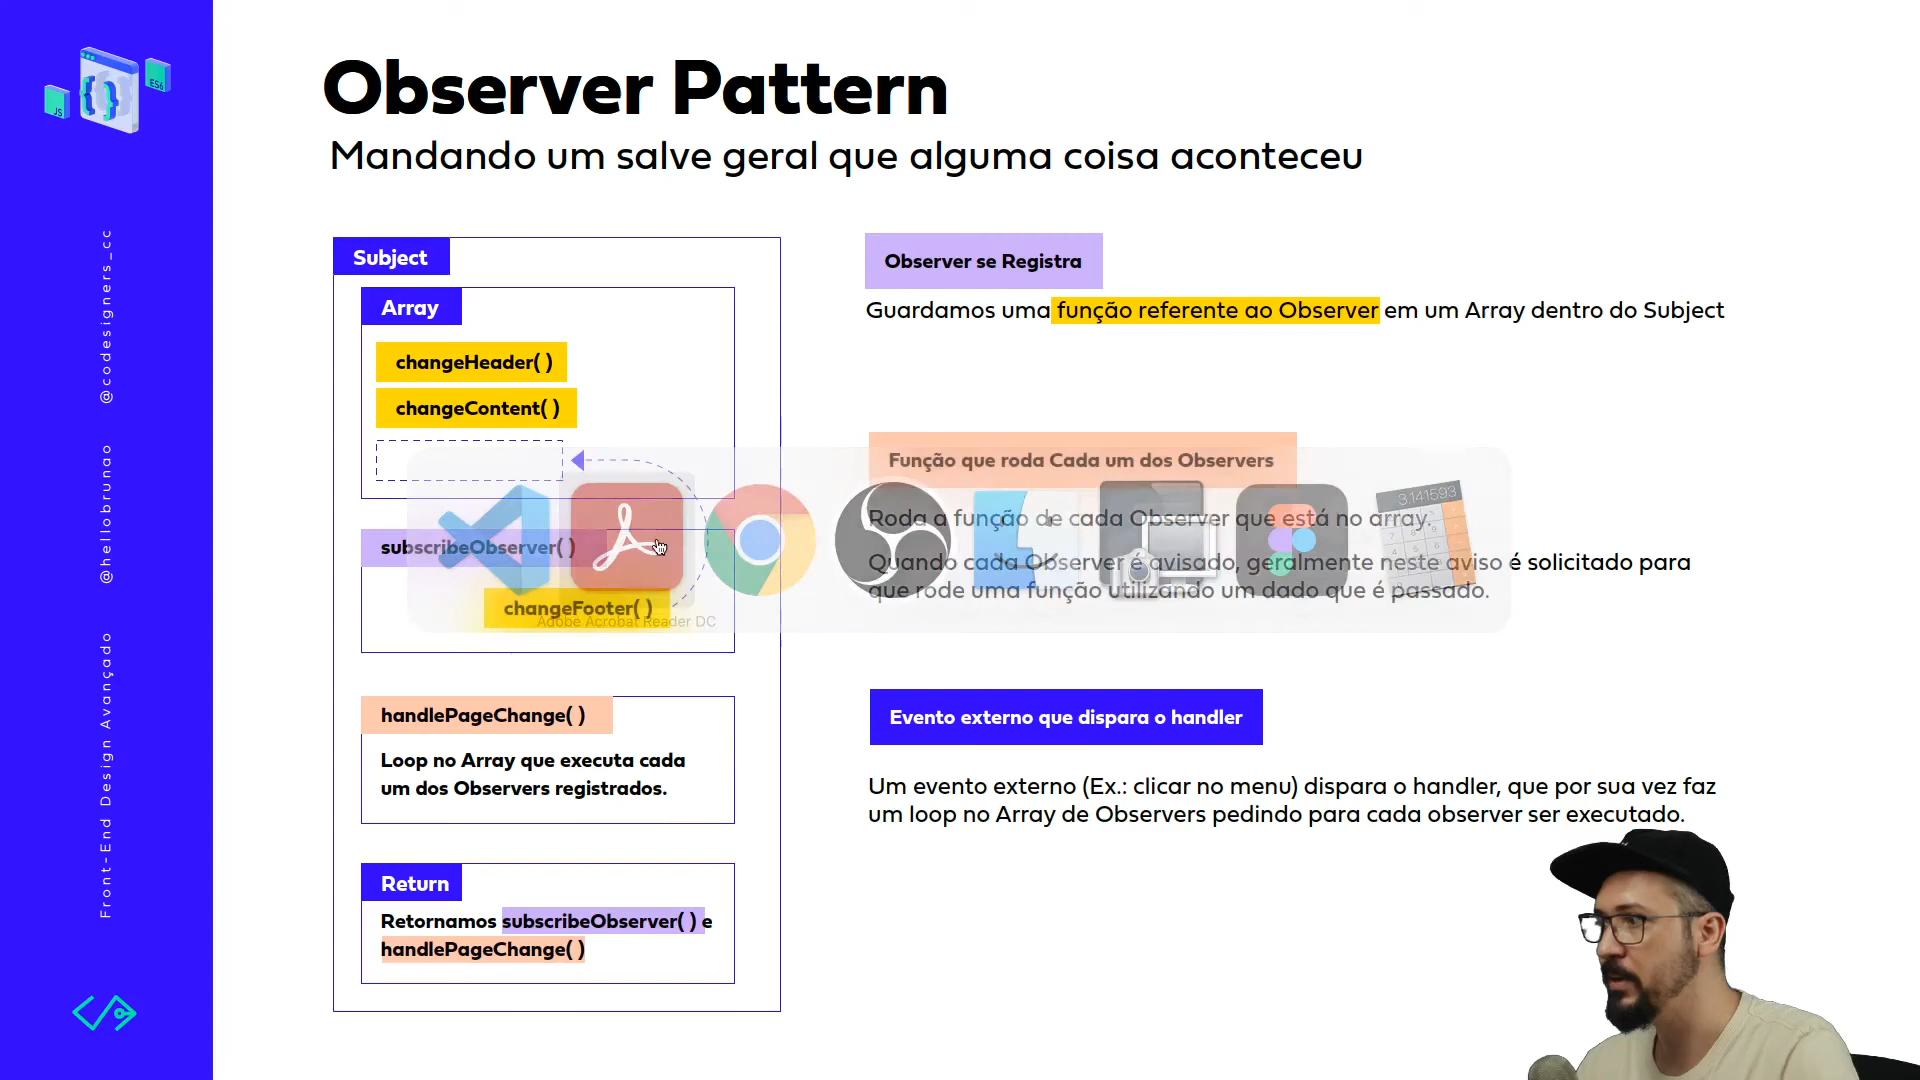 Observer Pattern
Mandando um salve geral que alguma coisa aconteceu
JS
ES6
@codesigners_cc
@hellobrunao
Front-End Design Avançado
Subject
Array
changeHeader( )
changeContent( )
subscribeObserver( )
changeFooter( )
Adobe Acrobat Reader DC
handlePageChange( )
Loop no Array que executa cada
um dos Observers registrados.
Return
Retornamos subscribeObserver( ) e
handlePageChange( )
Observer se Registra
Guardamos uma função referente ao Observer em um Array dentro do Subject
Função que roda Cada um dos Observers
Roda a função de cada Observer que está no array.
Quando cada Observer é avisado, geralmente neste aviso é solicitado para
que rode uma função utilizando um dado que é passado.
3.141593
Evento externo que dispara o handler
Um evento externo (Ex.: clicar no menu) dispara o handler, que por sua vez faz
um loop no Array de Observers pedindo para cada observer ser executado.